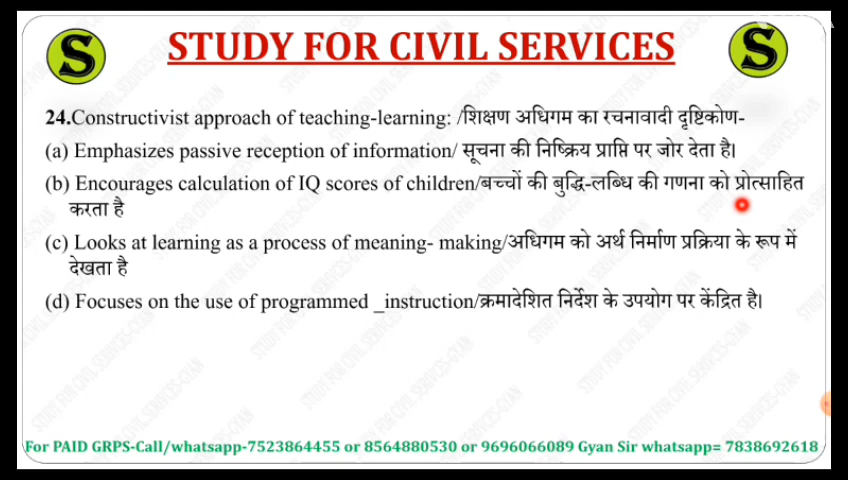 S
STUDY FOR CIVIL SERVICES
S
24.Constructivist approach of teaching-learning: /शिक्षण अधिगम का रचनावादी दृष्टिकोण-
(a) Emphasizes passive reception of information/ सूचना की निष्क्रिय प्राप्ति पर जोर देता है।
(b) Encourages calculation of IQ scores of children/बच्चों की बुद्धि-लब्धि की गणना को प्रोत्साहित
करता है
(c) Looks at learning as a process of meaning- making/अधिगम को अर्थ निर्माण प्रक्रिया के रूप में
देखता है
(d) Focuses on the use of programmed _instruction/क्रमादेशित निर्देश के उपयोग पर केंद्रित है।
For PAID GRPS-Call/whatsapp-7523864455 or 8564880530 or 9696066089 Gyan Sir whatsapp= 7838692618